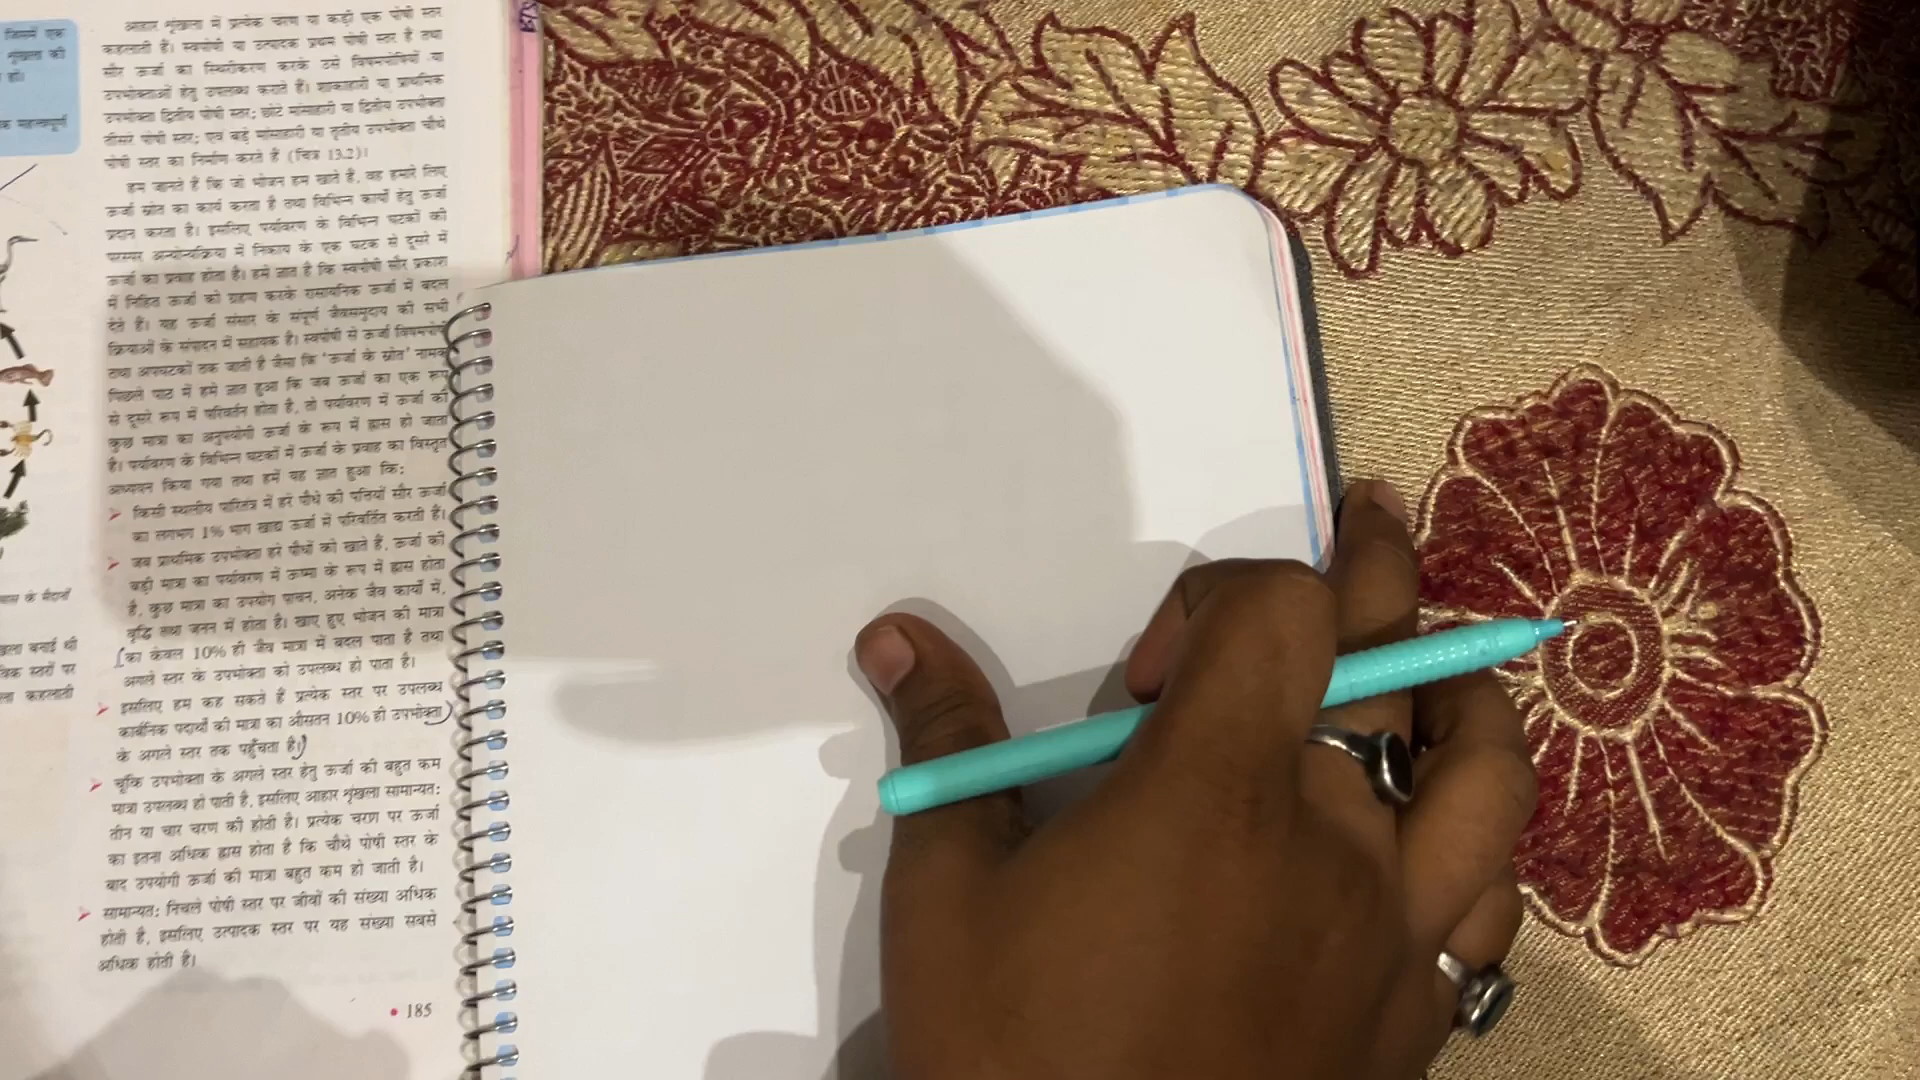 जिसमें एक
शृंखला की
हो।
क महत्त्वपूर्ण
घास के मैदानों
खला बनाई थी
विक स्तरों पर
ला कहलाती
आहार शृंखला में प्रत्येक चरण या कड़ी एक पोषी स्तर
कहलाती हैं। स्वपोषी या उत्पादक प्रथम पोषी स्तर हैं तथा
सौर ऊर्जा का स्थिरीकरण करके उसे विषमपोषियों या
उपभोक्ताओं हेतु उपलब्ध कराते हैं। शाकाहारी या प्राथमिक
उपभोक्ता द्वितीय पोषी स्तर; छोटे मांसाहारी या द्वितीय उपभोक्ता
तीसरे पोषी स्तर; एवं बड़े मांसाहारी या तृतीय उपभोक्ता चौथे
पोषी स्तर का निर्माण करते हैं (चित्र 13.2)।
हम जानते हैं कि जो भोजन हम खाते हैं, वह हमारे लिए
ऊर्जा स्रोत का कार्य करता है तथा विभिन्न कार्यों हेतु ऊर्जा
प्रदान करता है। इसलिए पर्यावरण के विभिन्न घटकों की
परस्पर अन्योन्यक्रिया में निकाय के एक घटक से दूसरे में
ऊर्जा का प्रवाह होता है। हमें ज्ञात है कि स्वपोषी सौर प्रकाश
में निहित ऊर्जा को ग्रहण करके रासायनिक ऊर्जा में बदल
देते हैं। यह ऊर्जा संसार के संपूर्ण जैवसमुदाय की सभी
क्रियाओं के संपादन में सहायक है। स्वपोषी से ऊर्जा विषमपोषी
तथा अपघटकों तक जाती है जैसा कि 'ऊर्जा के स्रोत' नामक
पिछले पाठ में हमें ज्ञात हुआ कि जब ऊर्जा का एक रूप
से दूसरे रूप में परिवर्तन होता है, तो पर्यावरण में ऊर्जा की
कुछ मात्रा का अनुपयोगी ऊर्जा के रूप में ह्रास हो जाता
है। पर्यावरण के विभिन्न घटकों में ऊर्जा के प्रवाह का विस्तृत
अध्ययन किया गया तथा हमें यह ज्ञात हुआ कि:
➢ किसी स्थलीय पारितंत्र में हरे पौधे की पत्तियों सौर ऊर्जा
का लगभग 1% भाग खाद्य ऊर्जा में परिवर्तित करती हैं।
➢ जब प्राथमिक उपभोक्ता हरे पौधों को खाते हैं, ऊर्जा की
बड़ी मात्रा का पर्यावरण में ऊष्मा के रूप में ह्रास होता
है, कुछ मात्रा का उपयोग पाचन, अनेक जैव कार्यों में,
वृद्धि तथा जनन में होता है। खाए हुए भोजन की मात्रा
का केवल 10% ही जैव मात्रा में बदल पाता है तथा
अगले स्तर के उपभोक्ता को उपलब्ध हो पाता है।
➢ इसलिए हम कह सकते हैं प्रत्येक स्तर पर उपलब्ध
कार्बनिक पदार्थों की मात्रा का औसतन 10% ही उपभोक्ता
के अगले स्तर तक पहुँचता है।
➢ चूंकि उपभोक्ता के अगले स्तर हेतु ऊर्जा की बहुत कम
मात्रा उपलब्ध हो पाती है, इसलिए आहार शृंखला सामान्यत:
तीन या चार चरण की होती है। प्रत्येक चरण पर ऊर्जा
का इतना अधिक ह्रास होता है कि चौथे पोषी स्तर के
बाद उपयोगी ऊर्जा की मात्रा बहुत कम हो जाती है।
➢ सामान्यत: निचले पोषी स्तर पर जीवों की संख्या अधिक
होती है, इसलिए उत्पादक स्तर पर यह संख्या सबसे
अधिक होती है।
• 185